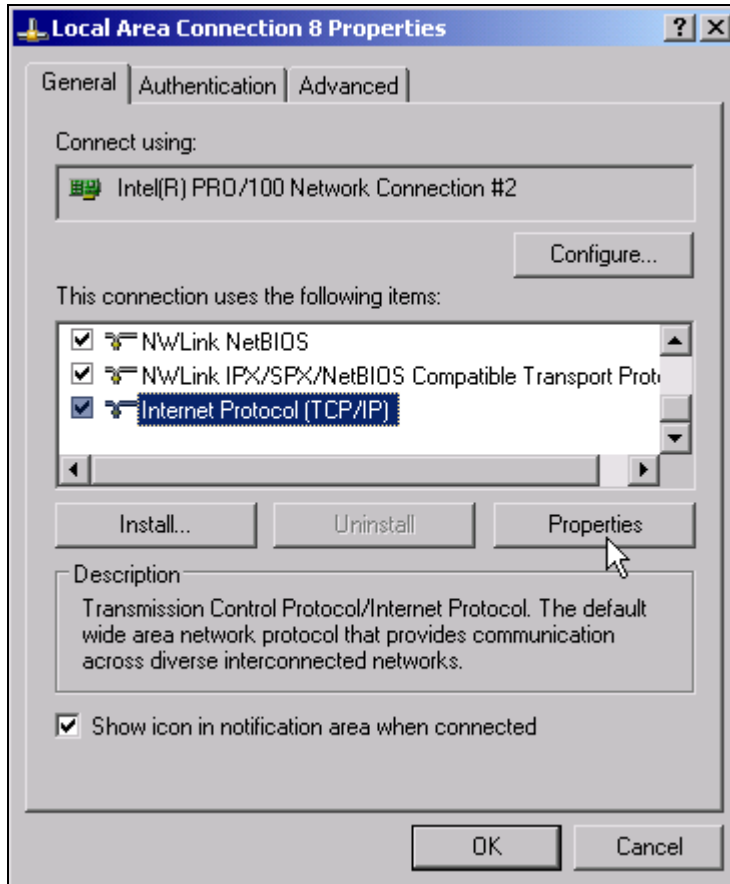 Local Area Connection 8 Properties
General Authentication Advanced
Connect using:
Intel(R) PRO/100 Network Connection #2
Configure...
This connection uses the following items:
NWLink NetBIOS
NWLink IPX/SPX/NetBIOS Compatible Transport Prot
Internet Protocol (TCP/IP)
Install... Uninstall Properties
Description
Transmission Control Protocol/Internet Protocol. The default
wide area network protocol that provides communication
across diverse interconnected networks.
Show icon in notification area when connected
OK Cancel